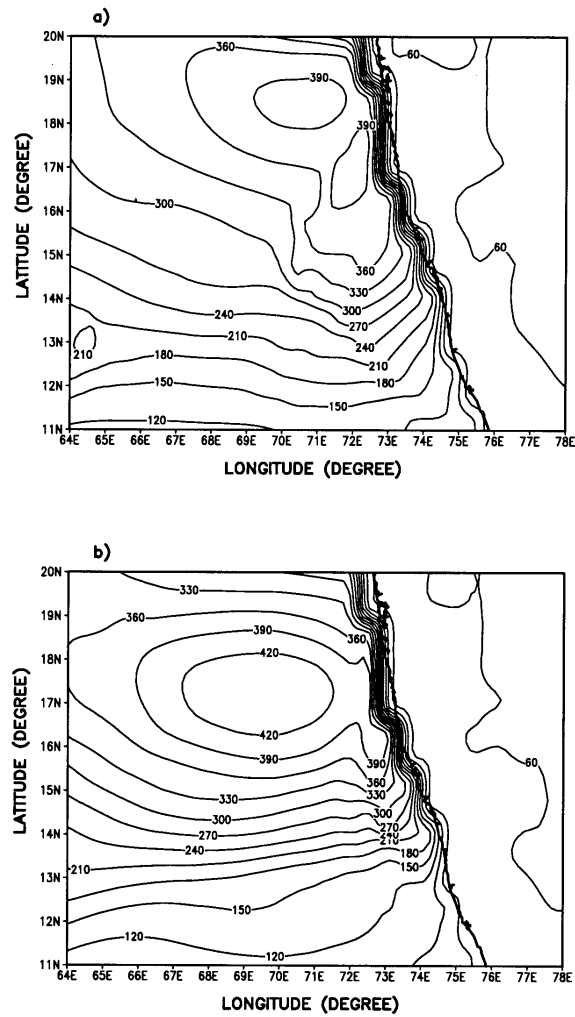 a)
20N
19N
18N
17N
16N
15N
14N
13N
12N
11N
LATITUDE (DEGREE)
360
60
390
390
300
60
360
330
300
240
270
210
240
210
210
180
180
150
150
120
64E 65E 66E 67E 68E 69E 70E 71E 72E 73E 74E 75E 76E 77E 78E
LONGITUDE (DEGREE)
b)
20N
19N
18N
17N
16N
15N
14N
13N
12N
11N
LATITUDE (DEGREE)
330
360
390
360
420
420
390
390
60
360
330
330
300
300
270
270
240
240
210
210
180
150
150
120
120
64E 65E 66E 67E 68E 69E 70E 71E 72E 73E 74E 75E 76E 77E 78E
LONGITUDE (DEGREE)